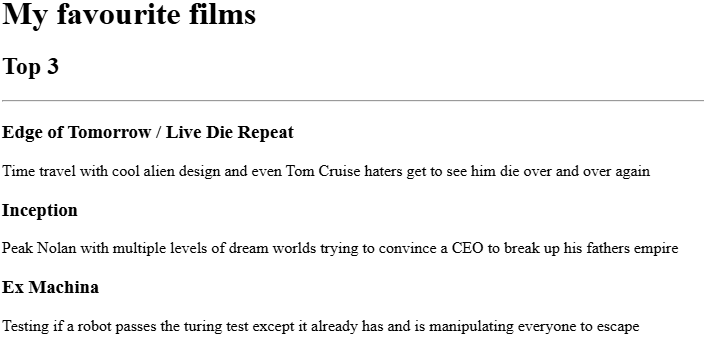 My favourite films
Top 3
Edge of Tomorrow / Live Die Repeat
Time travel with cool alien design and even Tom Cruise haters get to see him die over and over again
Inception
Peak Nolan with multiple levels of dream worlds trying to convince a CEO to break up his fathers empire
Ex Machina
Testing if a robot passes the turing test except it already has and is manipulating everyone to escape